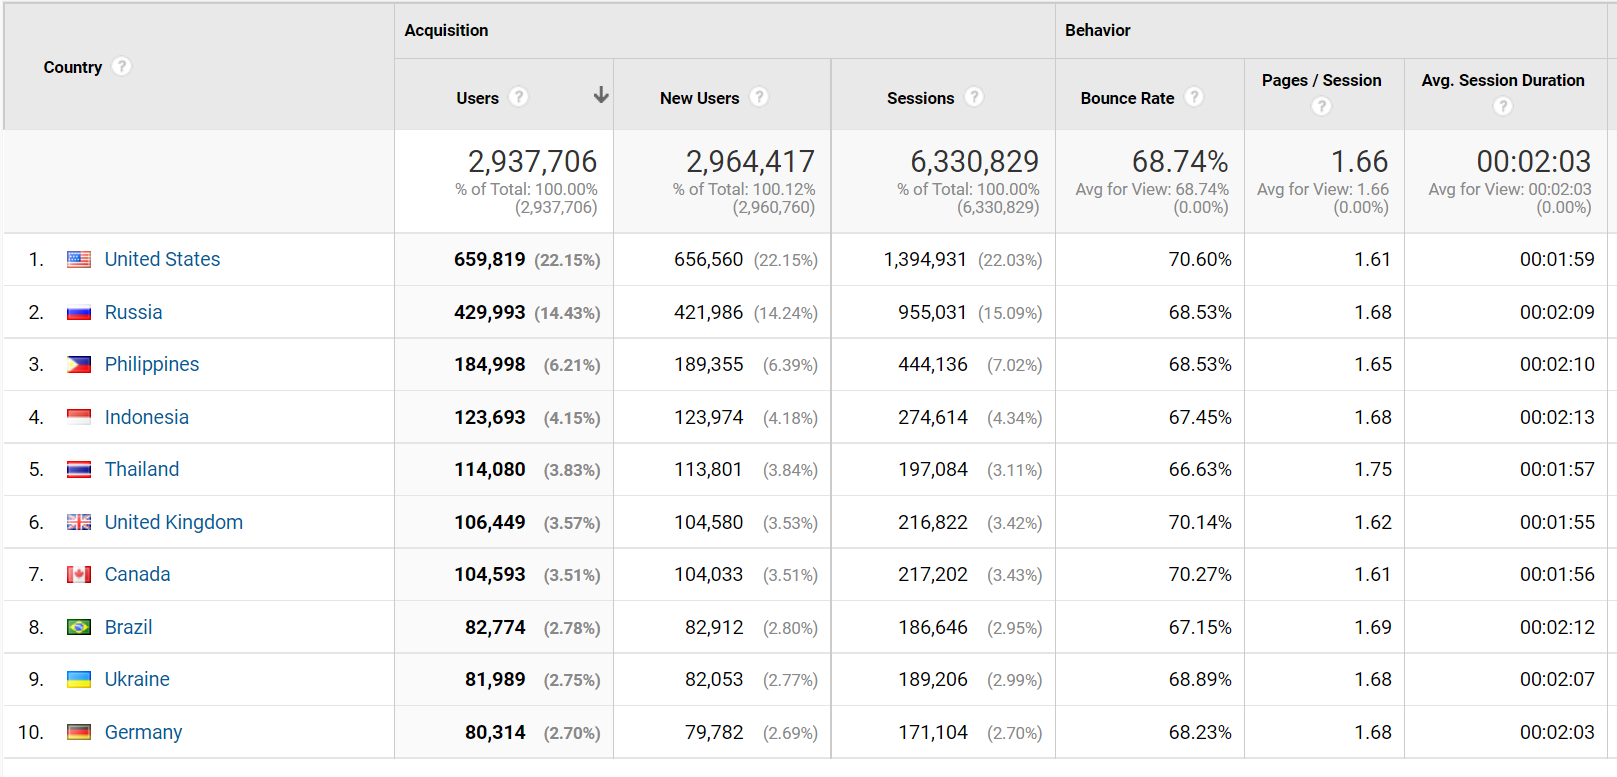 Country ? Acquisition Behavior
Users ? New Users ? Sessions ? Bounce Rate ? Pages / Session ? Avg. Session Duration ?
2,937,706 2,964,417 6,330,829 68.74% 1.66 00:02:03
% of Total: 100.00% % of Total: 100.12% % of Total: 100.00% Avg for View: 68.74% Avg for View: 1.66 Avg for View: 00:02:03
(2,937,706) (2,960,760) (6,330,829) (0.00%) (0.00%) (0.00%)
1. United States 659,819 (22.15%) 656,560 (22.15%) 1,394,931 (22.03%) 70.60% 1.61 00:01:59
2. Russia 429,993 (14.43%) 421,986 (14.24%) 955,031 (15.09%) 68.53% 1.68 00:02:09
3. Philippines 184,998 (6.21%) 189,355 (6.39%) 444,136 (7.02%) 68.53% 1.65 00:02:10
4. Indonesia 123,693 (4.15%) 123,974 (4.18%) 274,614 (4.34%) 67.45% 1.68 00:02:13
5. Thailand 114,080 (3.83%) 113,801 (3.84%) 197,084 (3.11%) 66.63% 1.75 00:01:57
6. United Kingdom 106,449 (3.57%) 104,580 (3.53%) 216,822 (3.42%) 70.14% 1.62 00:01:55
7. Canada 104,593 (3.51%) 104,033 (3.51%) 217,202 (3.43%) 70.27% 1.61 00:01:56
8. Brazil 82,774 (2.78%) 82,912 (2.80%) 186,646 (2.95%) 67.15% 1.69 00:02:12
9. Ukraine 81,989 (2.75%) 82,053 (2.77%) 189,206 (2.99%) 68.89% 1.68 00:02:07
10. Germany 80,314 (2.70%) 79,782 (2.69%) 171,104 (2.70%) 68.23% 1.68 00:02:03